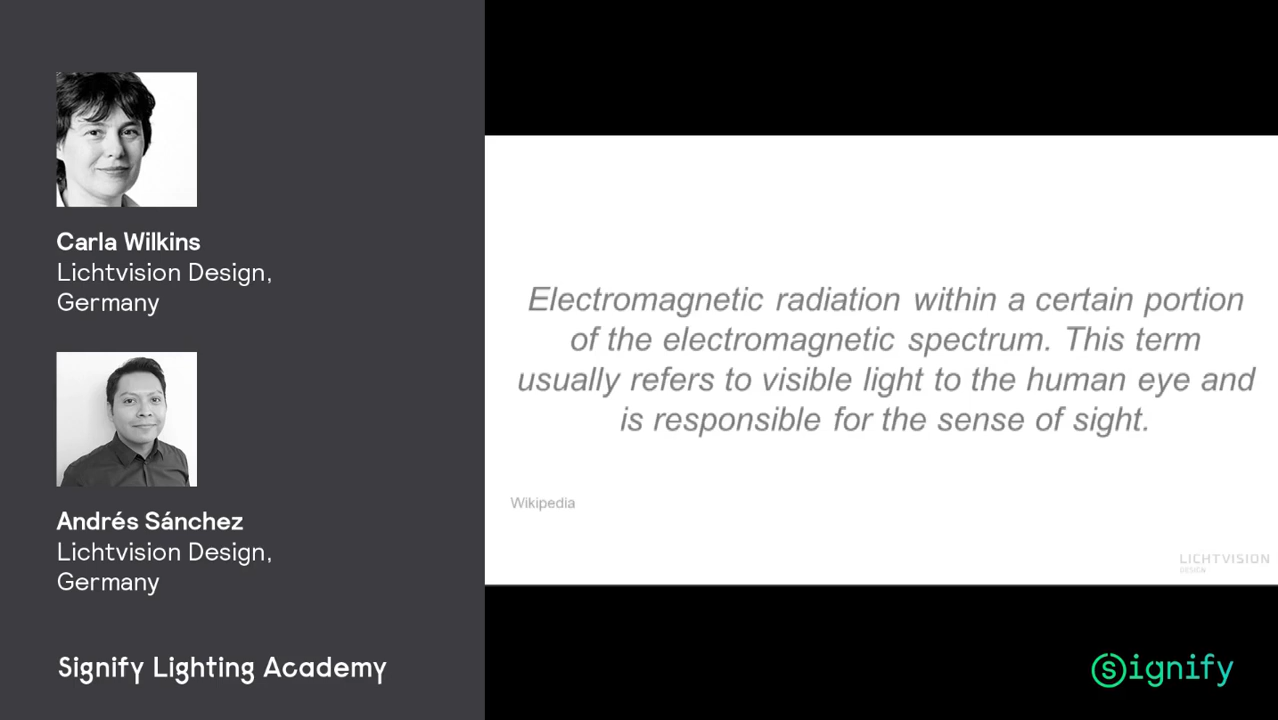 Carla Wilkins
Lichtvision Design,
Germany
Andrés Sánchez
Lichtvision Design,
Germany
Signify Lighting Academy
Electromagnetic radiation within a certain portion
of the electromagnetic spectrum. This term
usually refers to visible light to the human eye and
is responsible for the sense of sight.
Wikipedia
LICHTVISION
DESIGN
Signify